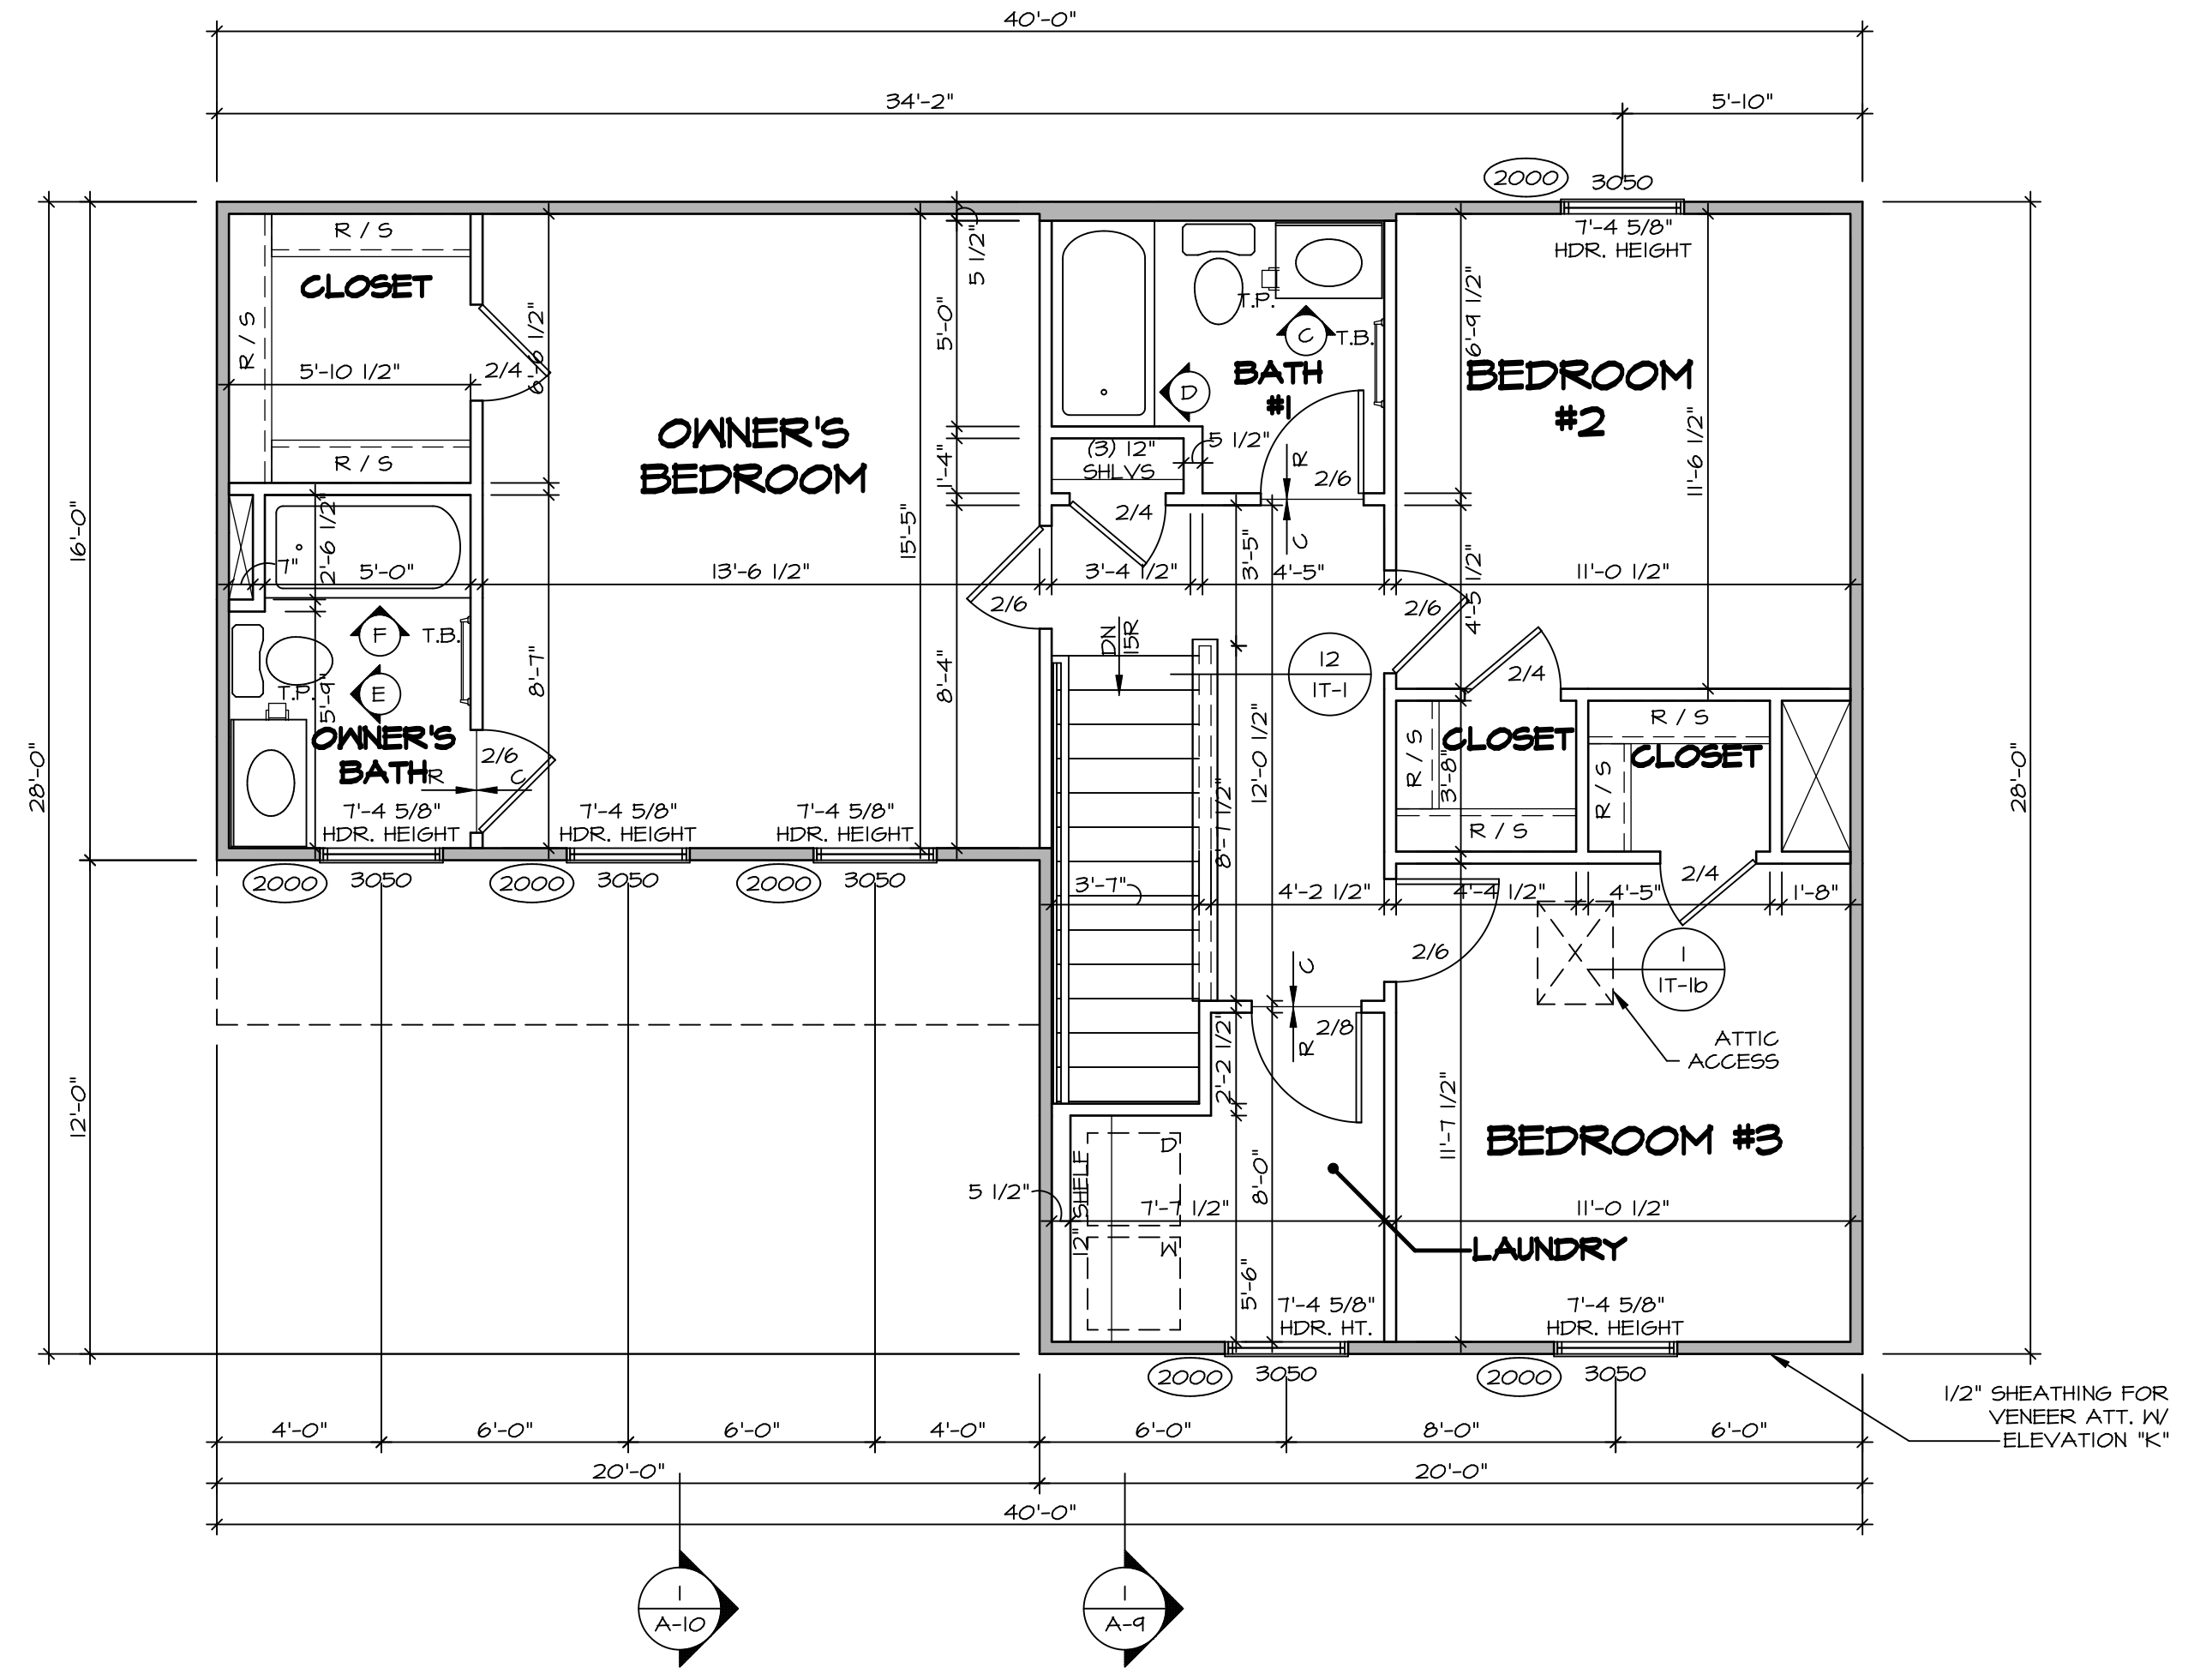 40'-0"
34'-2"
5'-10"
2000
3050
7'-4 5/8"
HDR. HEIGHT
R / S
CLOSET
R / S
5'-10 1/2"
2/4
6'-6 1/2"
R / S
5 1/2"
5'-0"
1'-4"
T.P.
C
T.B.
D
BATH
#1
(3) 12"
SHLVS
5 1/2"
R
2/6
C
2/4
6'-9 1/2"
BEDROOM
#2
11'-6 1/2"
OWNER'S
BEDROOM
15'-5"
16'-0"
28'-0"
12'-0"
28'-0"
7"
2'-6 1/2"
5'-0"
13'-6 1/2"
3'-4 1/2"
3'-5"
4'-5"
4'-5 1/2"
11'-0 1/2"
2/6
2/6
F
T.B.
E
T.P.
5'-9"
8'-7"
8'-4"
DN
15R
12
1T-1
2/4
OWNER'S
BATH
R
C
2/6
12'-0 1/2"
8'-7 1/2"
R / S
CLOSET
3'-8"
R / S
R / S
CLOSET
R / S
7'-4 5/8"
HDR. HEIGHT
7'-4 5/8"
HDR. HEIGHT
7'-4 5/8"
HDR. HEIGHT
2000
3050
2000
3050
2000
3050
3'-7"
4'-2 1/2"
4'-4 1/2"
4'-5"
2/4
1'-8"
2/6
1
1T-1b
C
R
2/8
2'-2 1/2"
ATTIC
ACCESS
11'-7 1/2"
BEDROOM #3
D
12" SHELF
W
5 1/2"
7'-7 1/2"
8'-0"
11'-0 1/2"
LAUNDRY
5'-6"
7'-4 5/8"
HDR. HT.
7'-4 5/8"
HDR. HEIGHT
2000
3050
2000
3050
1/2" SHEATHING FOR
VENEER ATT. W/
ELEVATION "K"
4'-0"
6'-0"
6'-0"
4'-0"
6'-0"
8'-0"
6'-0"
20'-0"
20'-0"
40'-0"
1
A-10
1
A-9